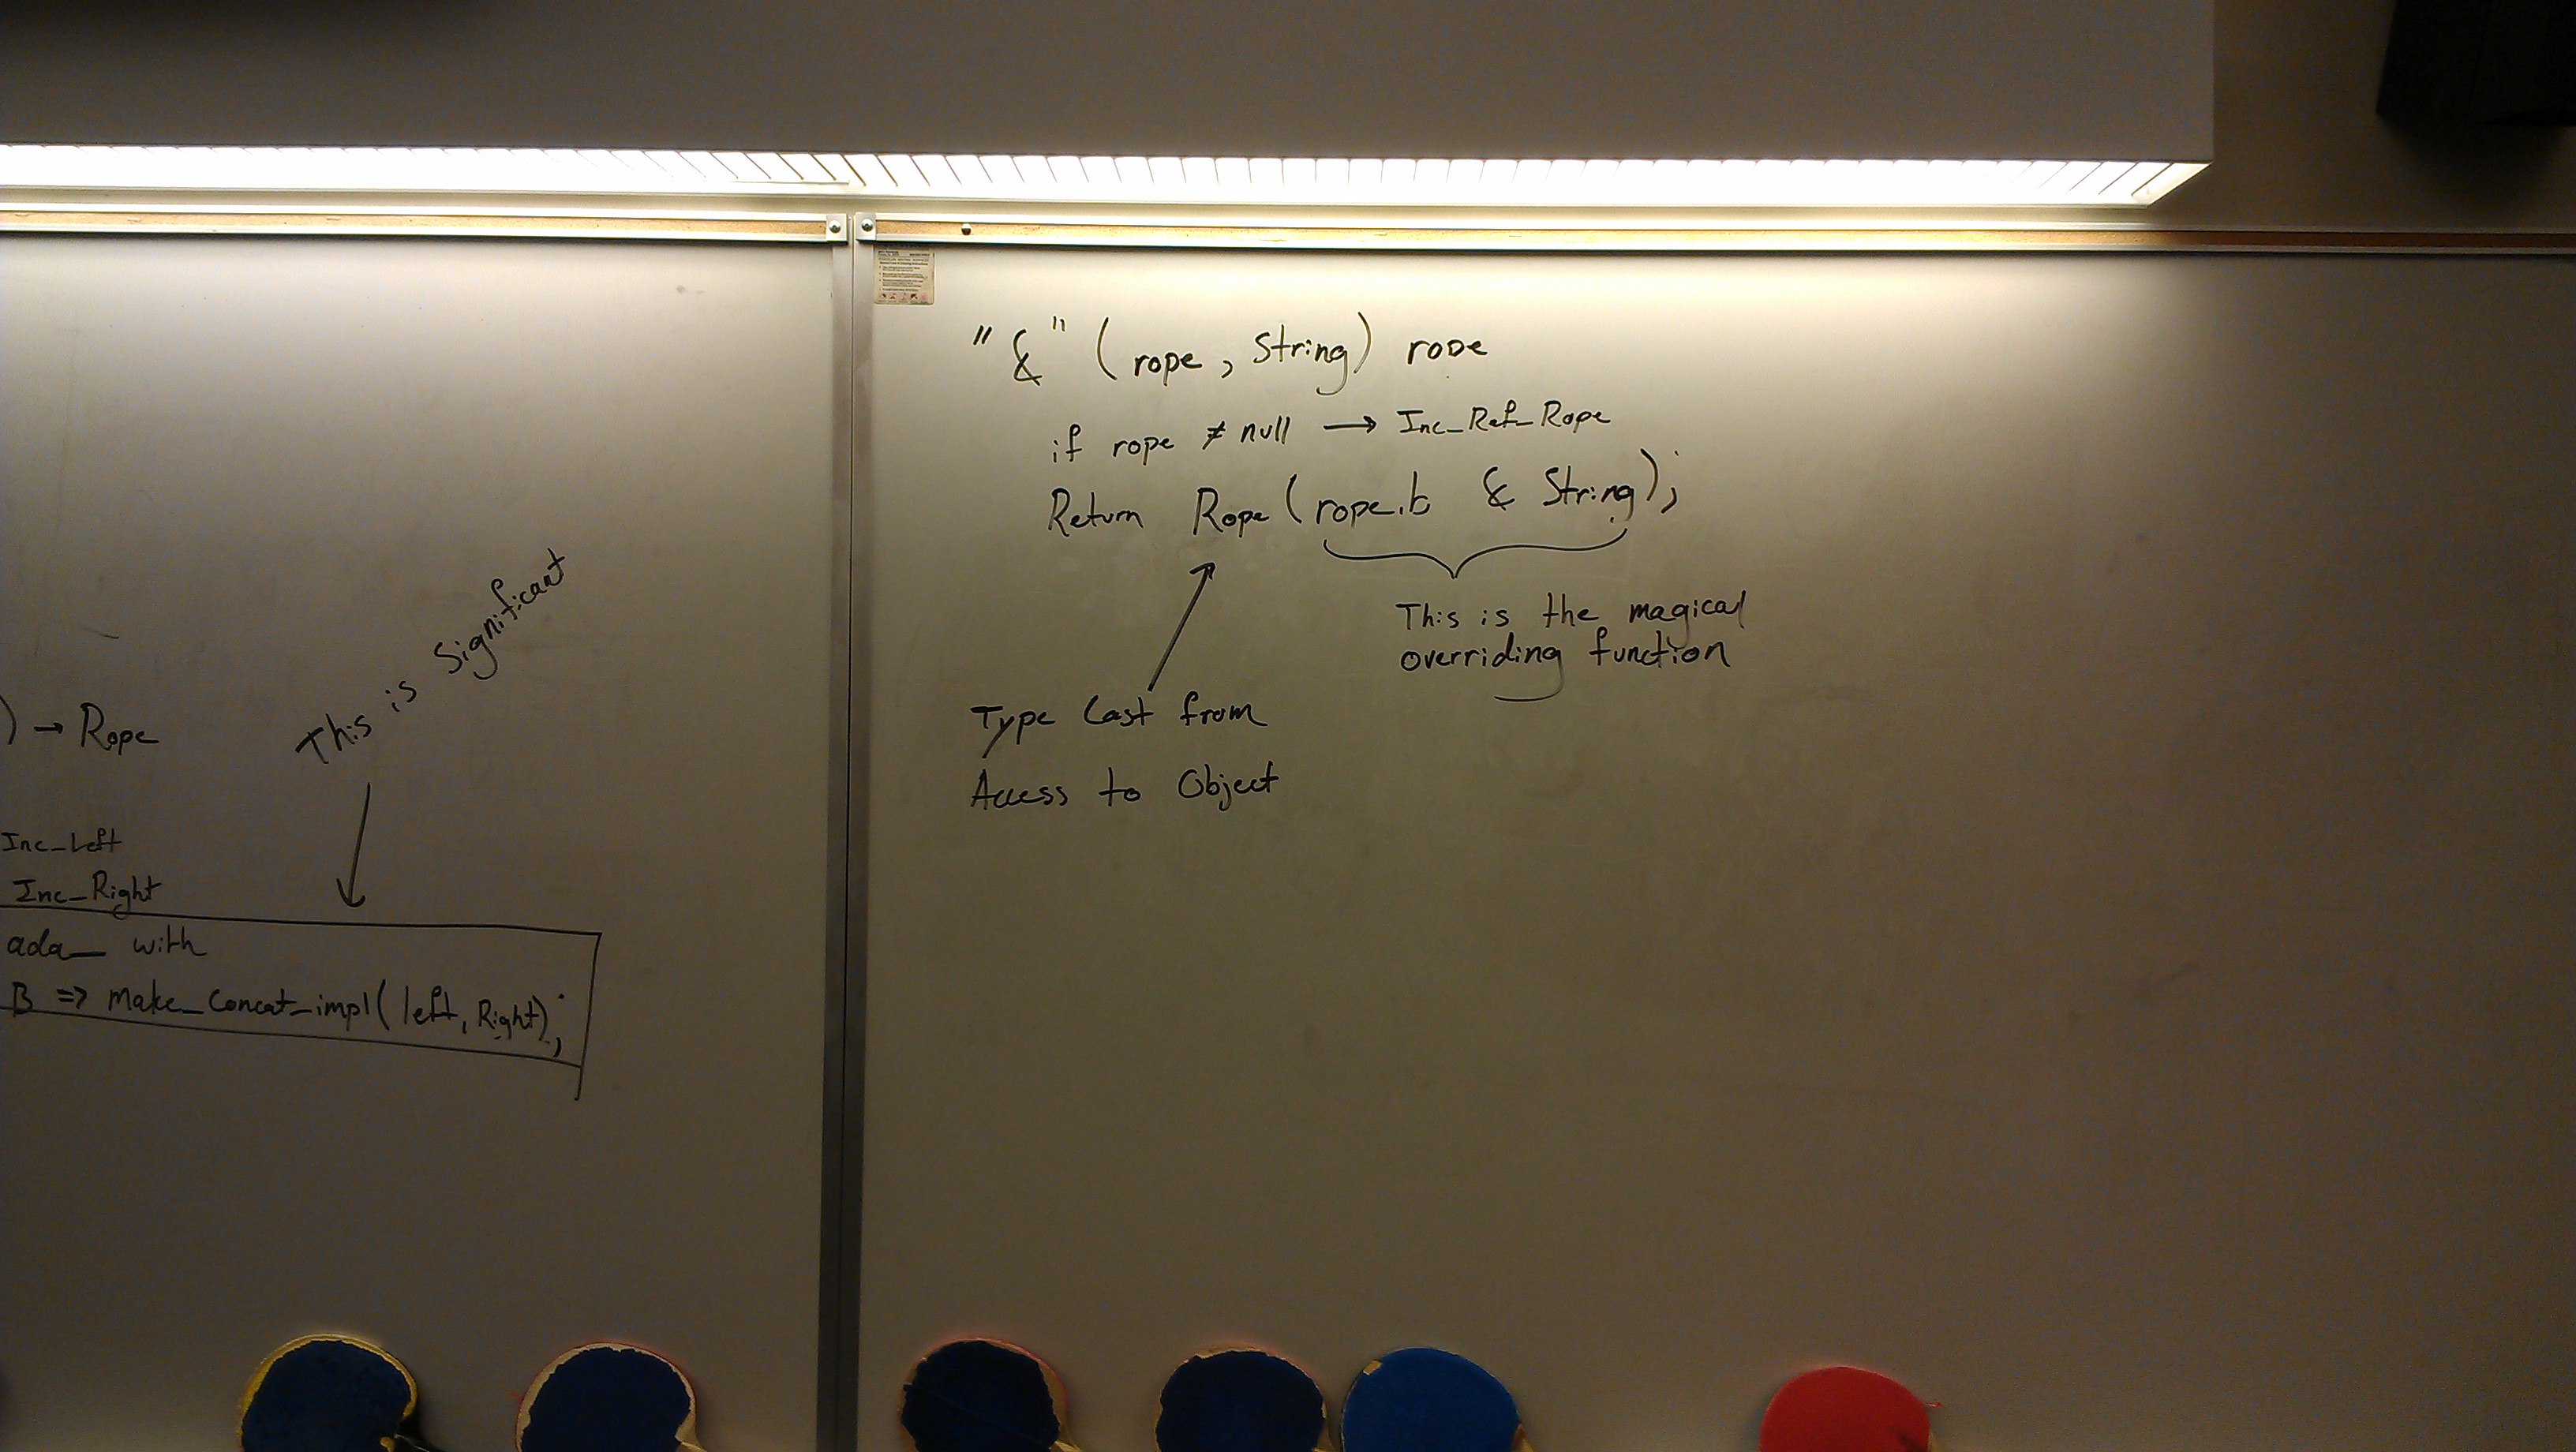 ) → Rope
This is Significant
Inc_Left
Inc_Right
ada_ with
B => make_concat_impl(left, Right);
"&" (rope, String) rope
if rope ≠ null → Inc_Ref_Rope
Return Rope (rope.b & String);
This is the magical
overriding function
Type Cast from
Access to Object